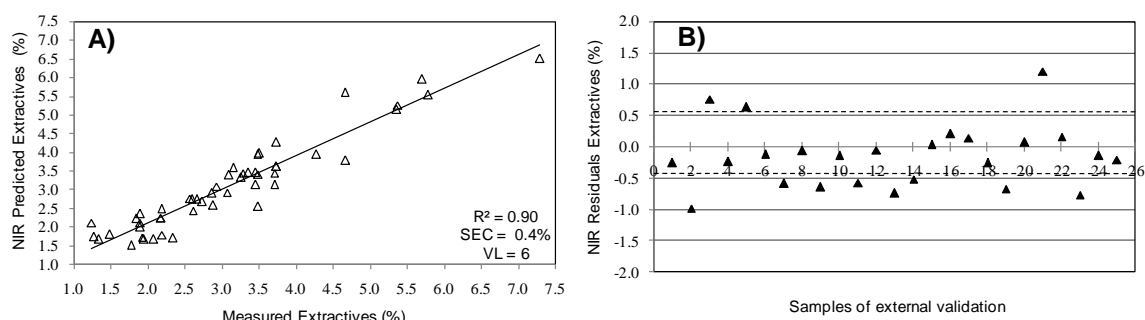 A)
NIR Predicted Extractives (%)
7.5
7.0
6.5
6.0
5.5
5.0
4.5
4.0
3.5
3.0
2.5
2.0
1.5
1.0
R² = 0.90
SEC = 0.4%
VL = 6
1.0 1.5 2.0 2.5 3.0 3.5 4.0 4.5 5.0 5.5 6.0 6.5 7.0 7.5
Measured Extractives (%)
B)
NIR Residuals Extractives (%)
2.0
1.5
1.0
0.5
0.0
-0.5
-1.0
-1.5
-2.0
0 2 4 6 8 10 12 14 16 18 20 22 24 26
Samples of external validation